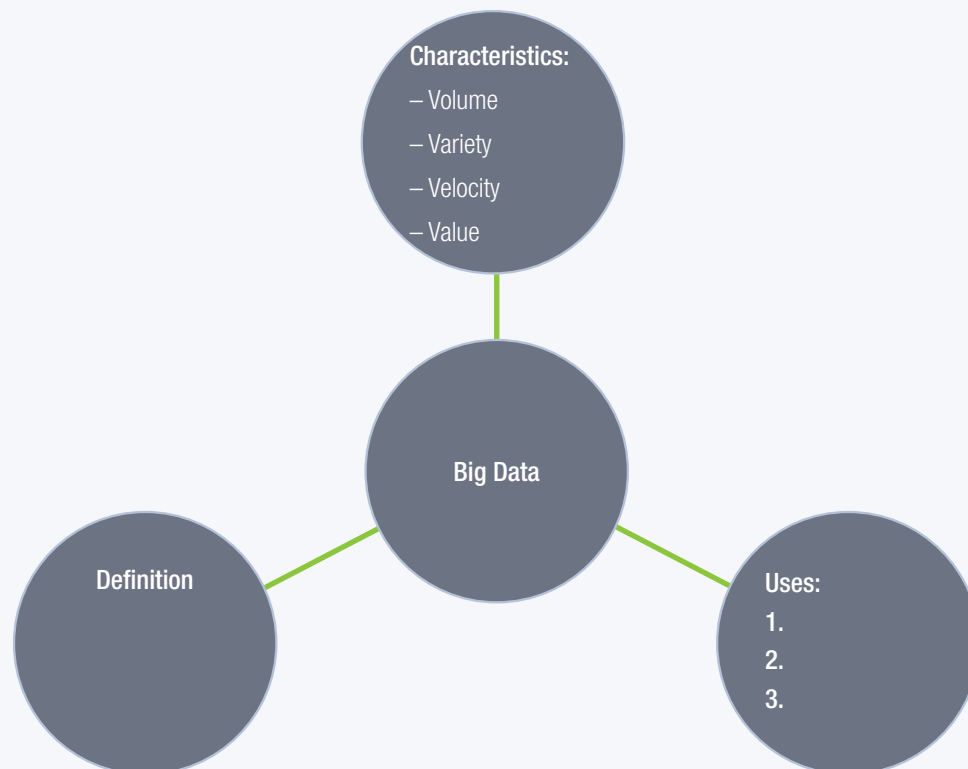 Characteristics:
– Volume
– Variety
– Velocity
– Value
Big Data
Definition
Uses:
1.
2.
3.